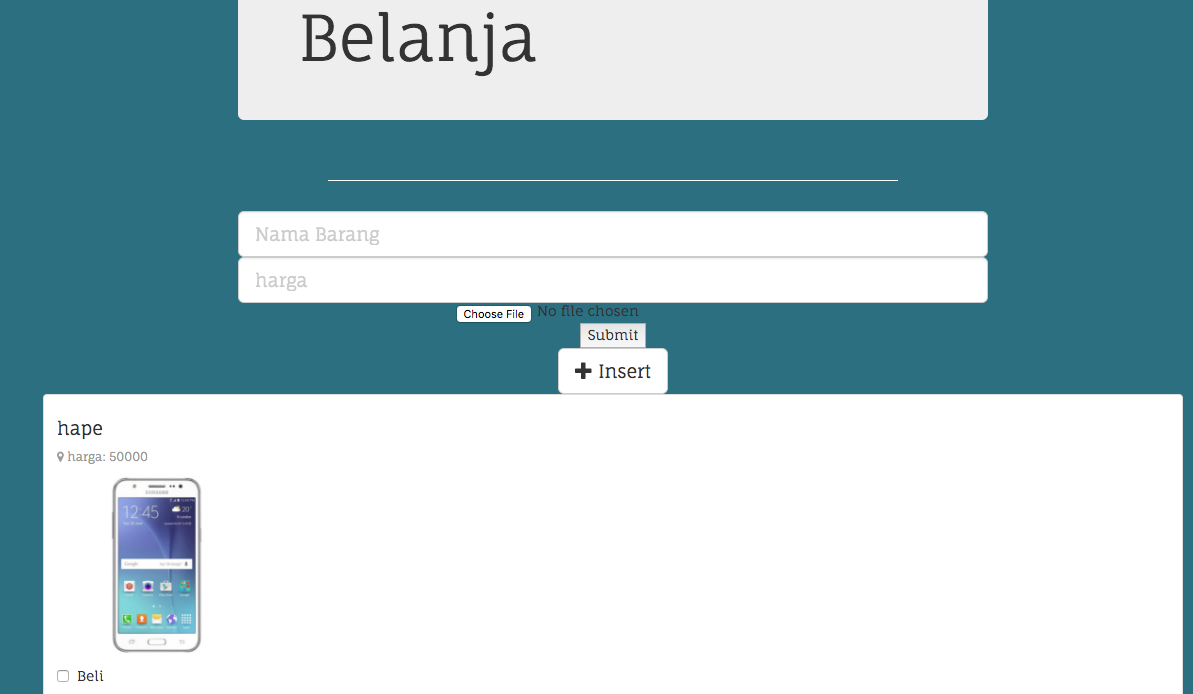 Belanja
Nama Barang
harga
Choose File No file chosen
Submit
Insert
hape
harga: 50000
SAMSUNG
12:45
20°
Google
Beli